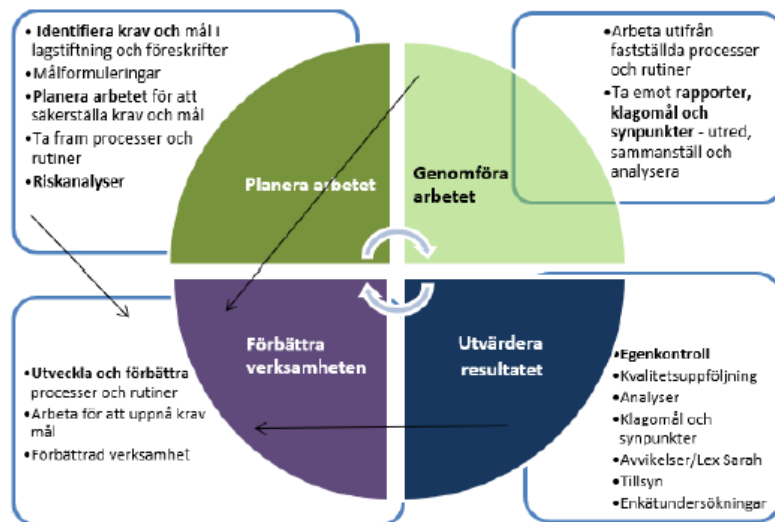 • Identifiera krav och mål i
lagstiftning och föreskrifter
•Målformuleringar
•Planera arbetet för att
säkerställa krav och mål
•Ta fram processer och
rutiner
•Riskanalyser
•Arbeta utifrån
fastställda processer
och rutiner
•Ta emot rapporter,
klagomål och
synpunkter - utred,
sammanställ och
analysera
Planera arbetet
Genomföra
arbetet
Förbättra
verksamheten
Utvärdera
resultatet
•Utveckla och förbättra
processer och rutiner
•Arbeta för att uppnå krav
mål
•Förbättrad verksamhet
•Egenkontroll
•Kvalitetsuppföljning
•Analyser
•Klagomål och
synpunkter
•Avvikelser/Lex Sarah
•Tillsyn
•Enkätundersökningar